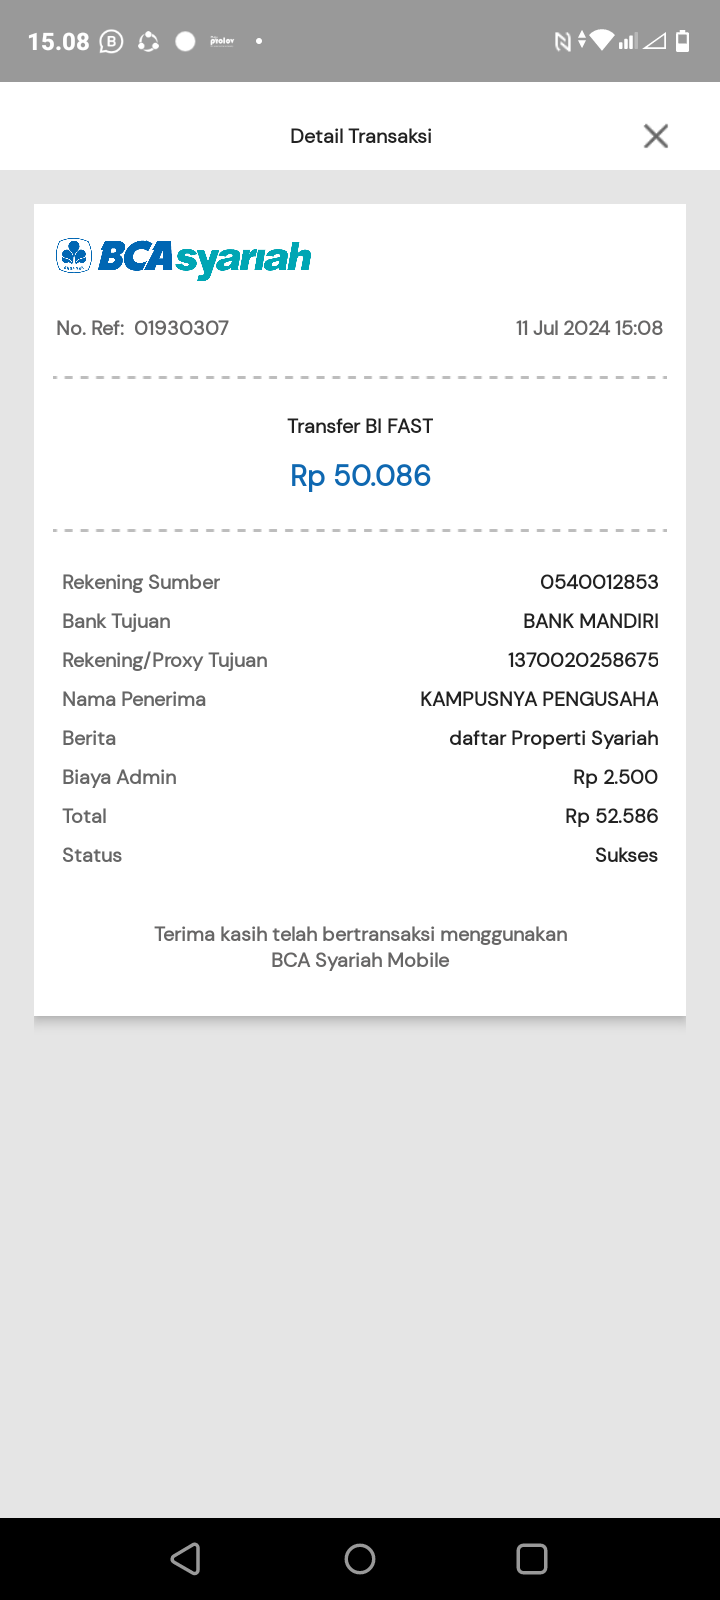 15.08
Detail Transaksi
BCAsyariah
No. Ref: 01930307 11 Jul 2024 15:08
Transfer BI FAST
Rp 50.086
Rekening Sumber 0540012853
Bank Tujuan BANK MANDIRI
Rekening/Proxy Tujuan 1370020258675
Nama Penerima KAMPUSNYA PENGUSAHA
Berita daftar Properti Syariah
Biaya Admin Rp 2.500
Total Rp 52.586
Status Sukses
Terima kasih telah bertransaksi menggunakan
BCA Syariah Mobile